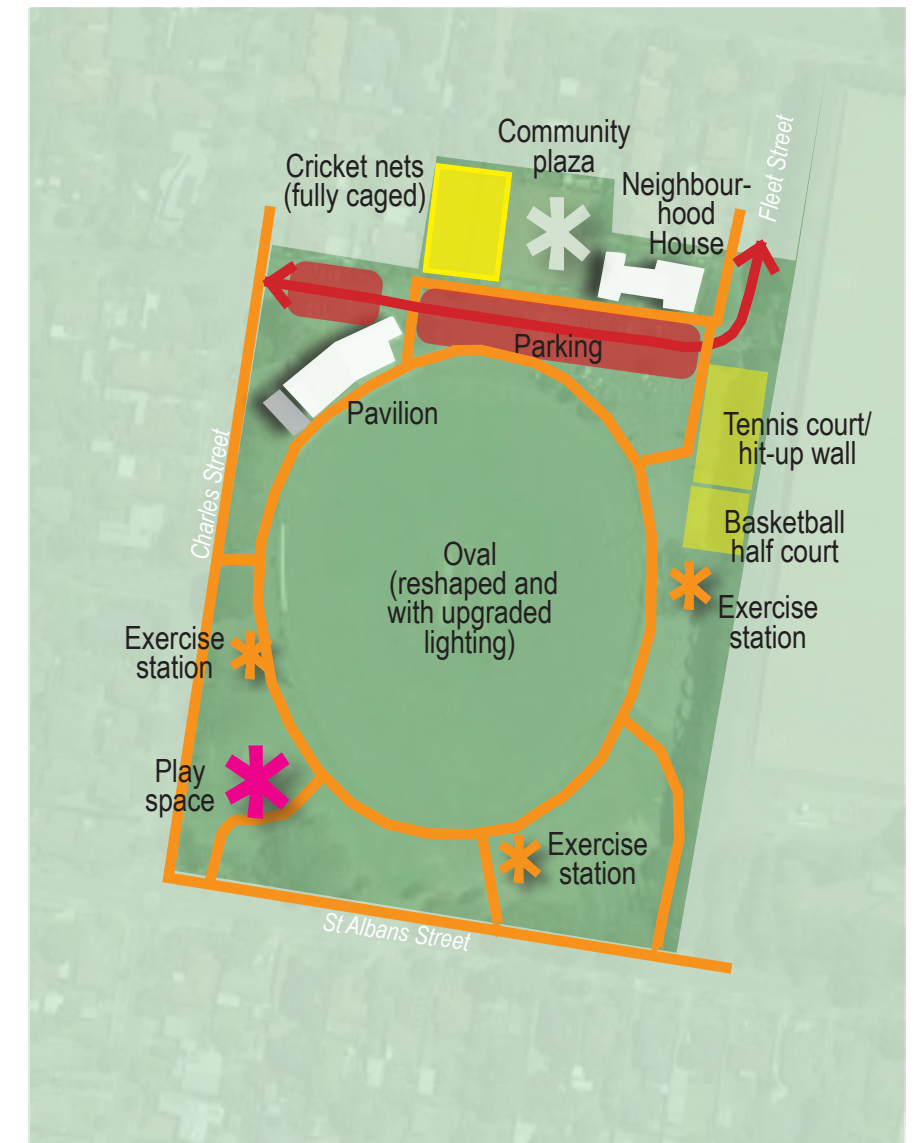 Community
plaza
Cricket nets
(fully caged)
Neighbour-
hood
House
Fleet Street
Parking
Pavilion
Tennis court/
hit-up wall
Charles Street
Basketball
half court
Oval
(reshaped and
with upgraded
lighting)
Exercise
station
Exercise
station
Play
space
Exercise
station
St Albans Street